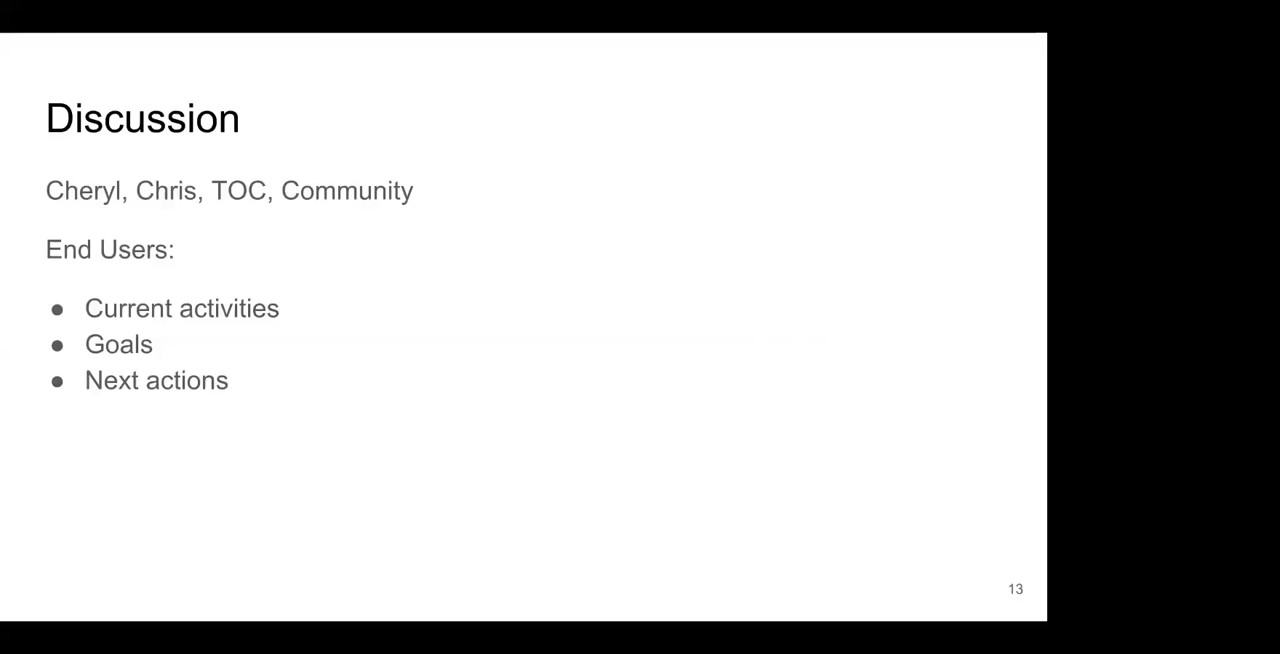 Discussion
Cheryl, Chris, TOC, Community
End Users:
● Current activities
● Goals
● Next actions
13